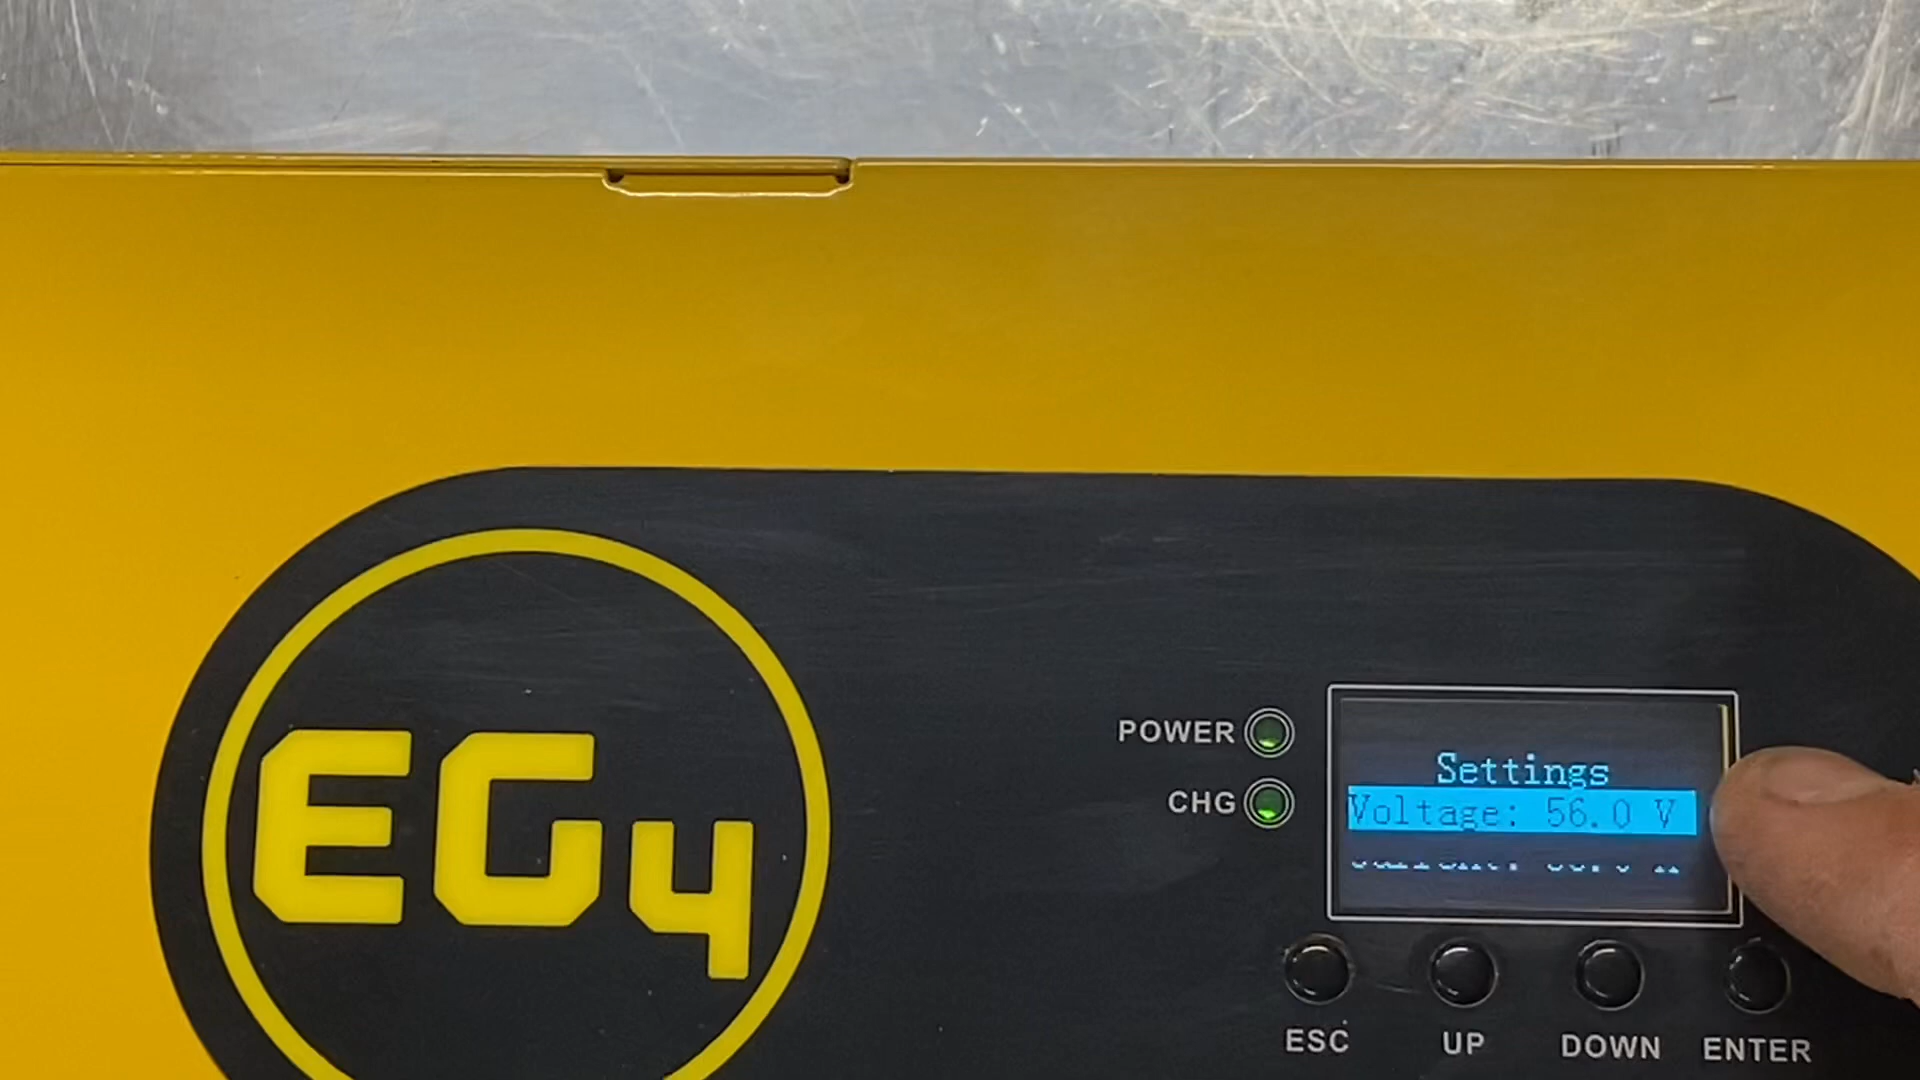 EG4
POWER
CHG
Settings
Voltage: 56.0 V
ESC
UP
DOWN
ENTER